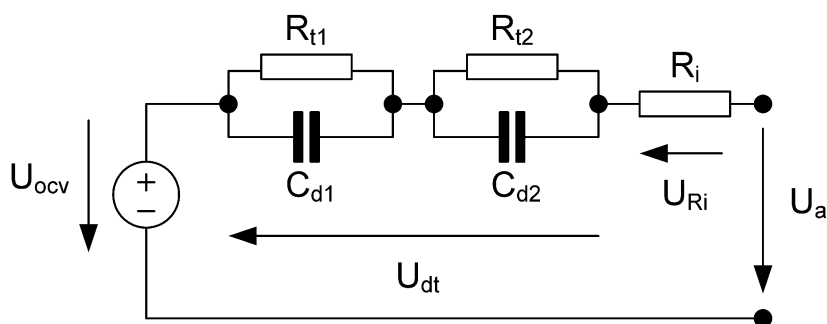 R_t1
R_t2
R_i
+
−
U_ocv
C_d1
C_d2
U_Ri
U_a
U_dt